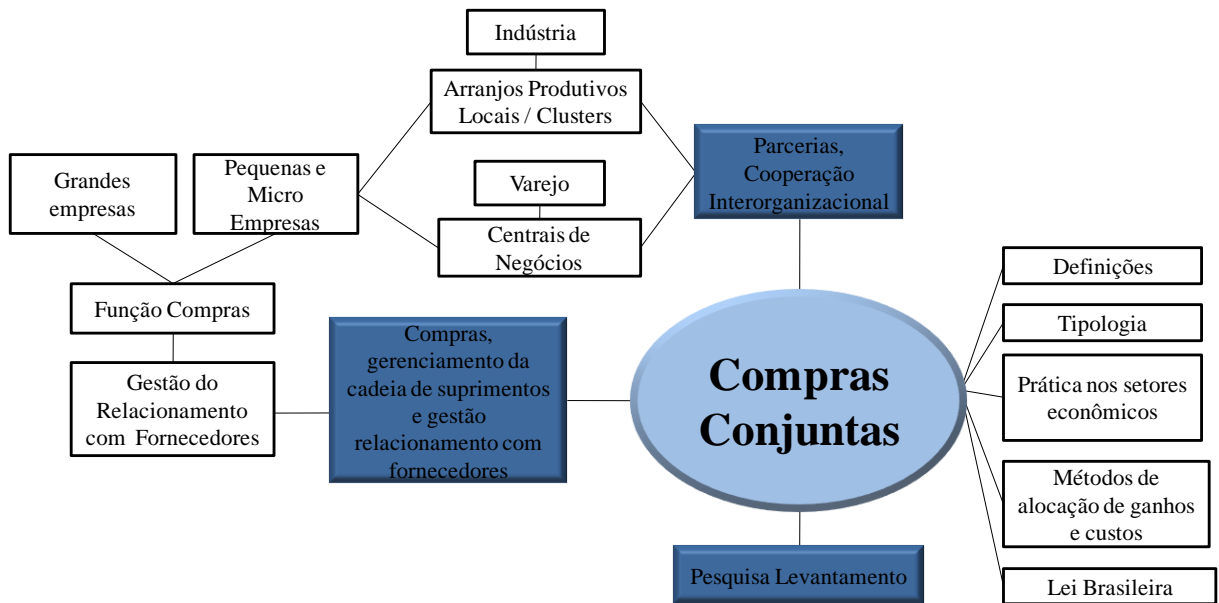 Indústria
Arranjos Produtivos
Locais / Clusters
Parcerias,
Cooperação
Interorganizacional
Grandes
empresas
Pequenas e
Micro
Empresas
Varejo
Centrais de
Negócios
Função Compras
Gestão do
Relacionamento
com Fornecedores
Compras,
gerenciamento da
cadeia de suprimentos
e gestão
relacionamento com
fornecedores
Compras
Conjuntas
Definições
Tipologia
Prática nos setores
econômicos
Métodos de
alocação de ganhos
e custos
Lei Brasileira
Pesquisa Levantamento